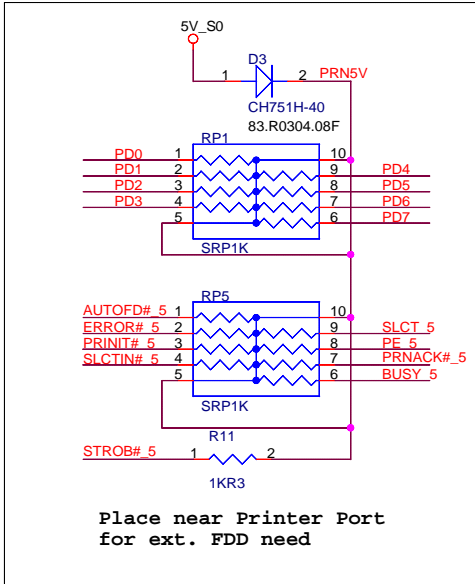 5V_S0
D3
1 2 PRN5V
CH751H-40
83.R0304.08F
RP1
PD0 1 10
PD1 2 9 PD4
PD2 3 8 PD5
PD3 4 7 PD6
5 6 PD7
SRP1K
RP5
AUTOFD#_5 1 10
ERROR#_5 2 9 SLCT_5
PRINIT#_5 3 8 PE_5
SLCTIN#_5 4 7 PRNACK#_5
5 6 BUSY_5
SRP1K
R11
STROB#_5 1 2
1KR3
Place near Printer Port
for ext. FDD need